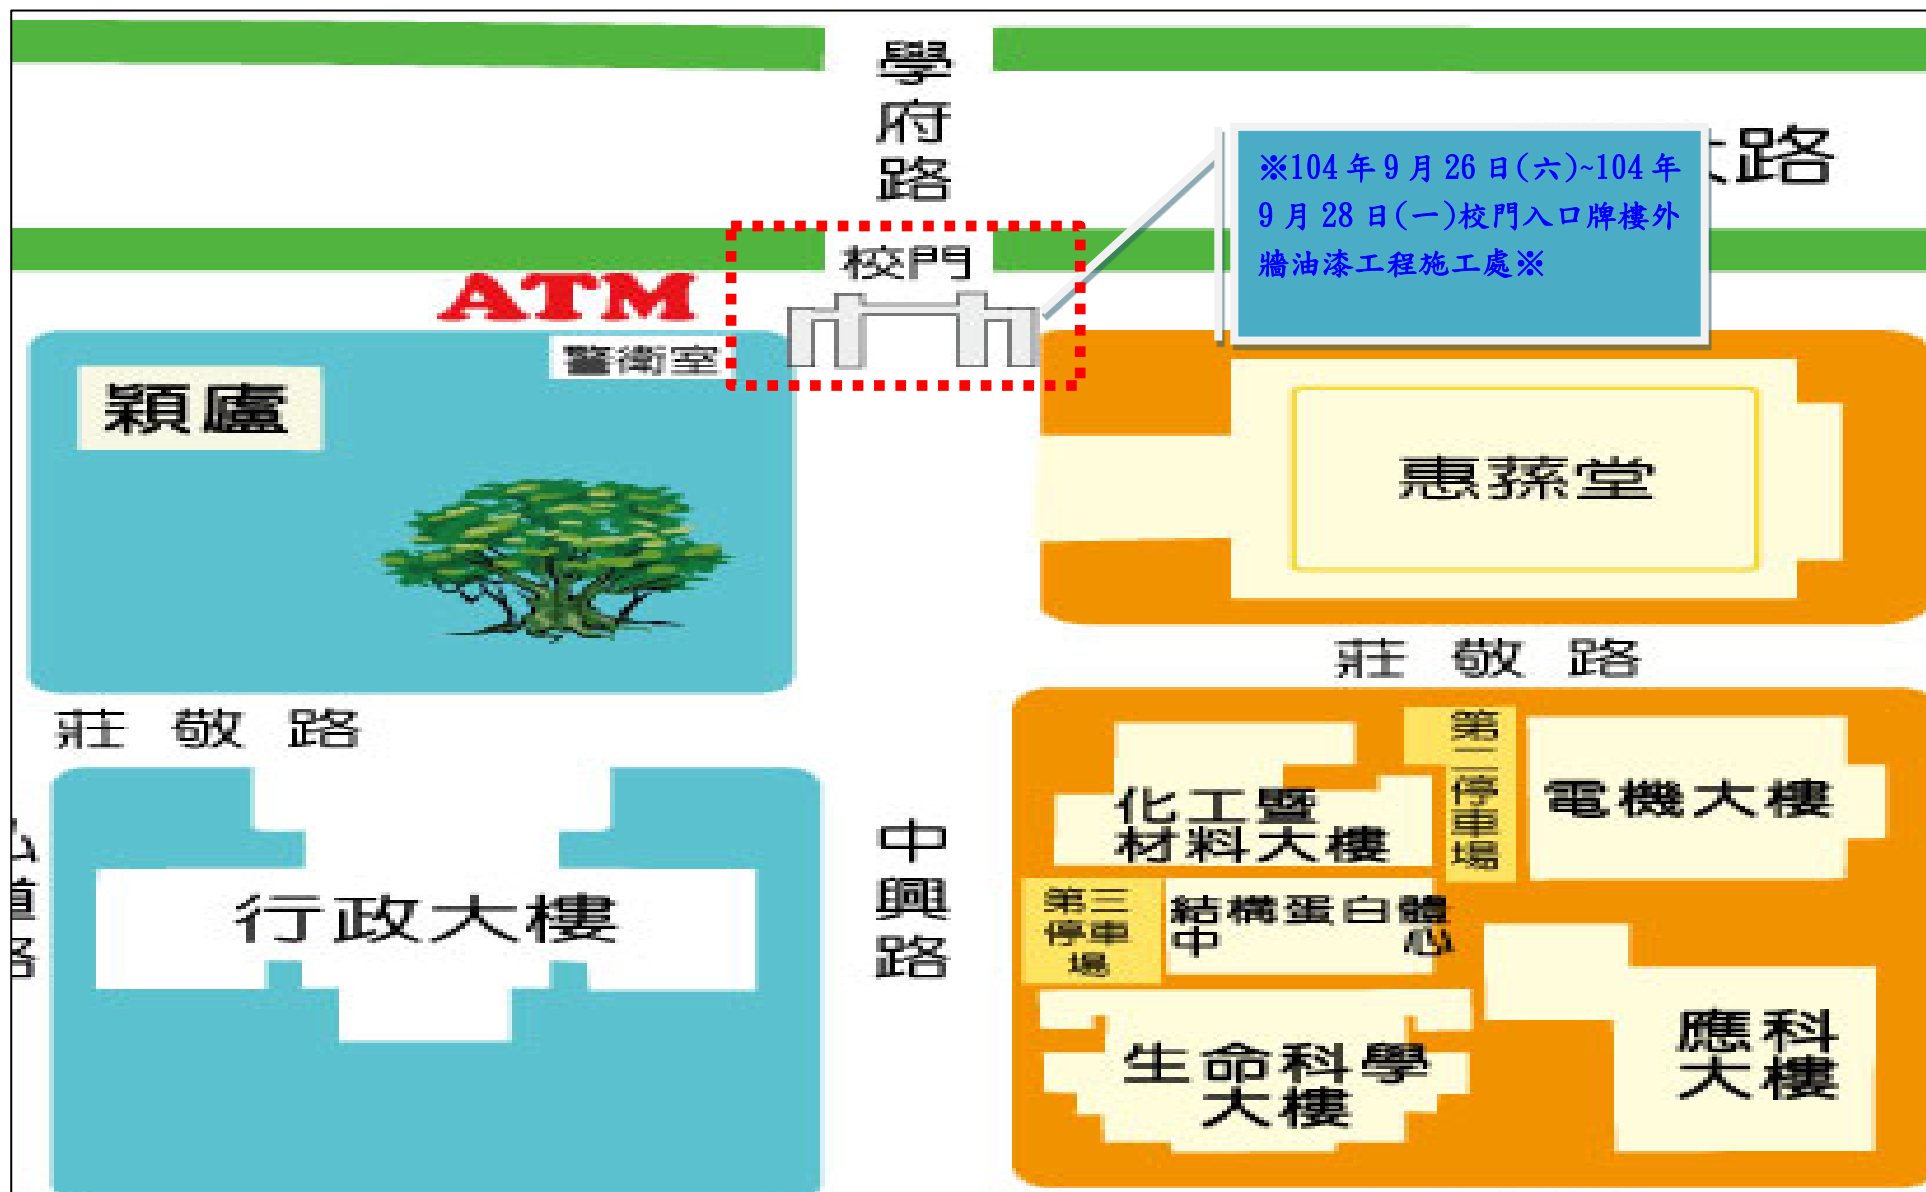 學府路
路
※104年9月26日(六)~104年
9月28日(一)校門入口牌樓外
牆油漆工程施工處※
校門
ATM
警衛室
穎廬
惠蓀堂
莊敬路
莊敬路
化工暨
材料大樓
第二停車場
電機大樓
道路
行政大樓
中興路
第三
停車
場
結構蛋白體
中心
生命科學
大樓
應科
大樓